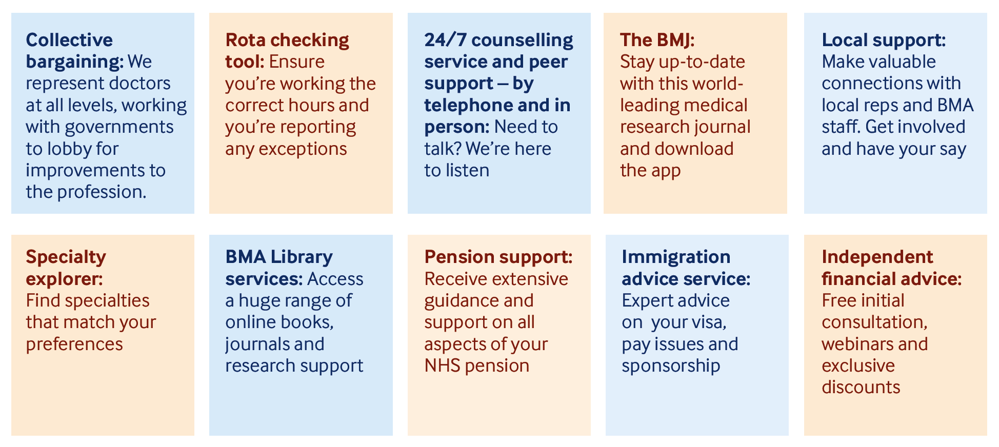 Collective
bargaining: We
represent doctors
at all levels, working
with governments
to lobby for
improvements to
the profession.
Rota checking
tool: Ensure
you’re working the
correct hours and
you’re reporting
any exceptions
24/7 counselling
service and peer
support – by
telephone and in
person: Need to
talk? We’re here
to listen
The BMJ:
Stay up-to-date
with this world-
leading medical
research journal
and download
the app
Local support:
Make valuable
connections with
local reps and BMA
staff. Get involved
and have your say
Specialty
explorer:
Find specialties
that match your
preferences
BMA Library
services: Access
a huge range of
online books,
journals and
research support
Pension support:
Receive extensive
guidance and
support on all
aspects of your
NHS pension
Immigration
advice service:
Expert advice
on  your visa,
pay issues and
sponsorship
Independent
financial advice:
Free initial
consultation,
webinars and
exclusive
discounts